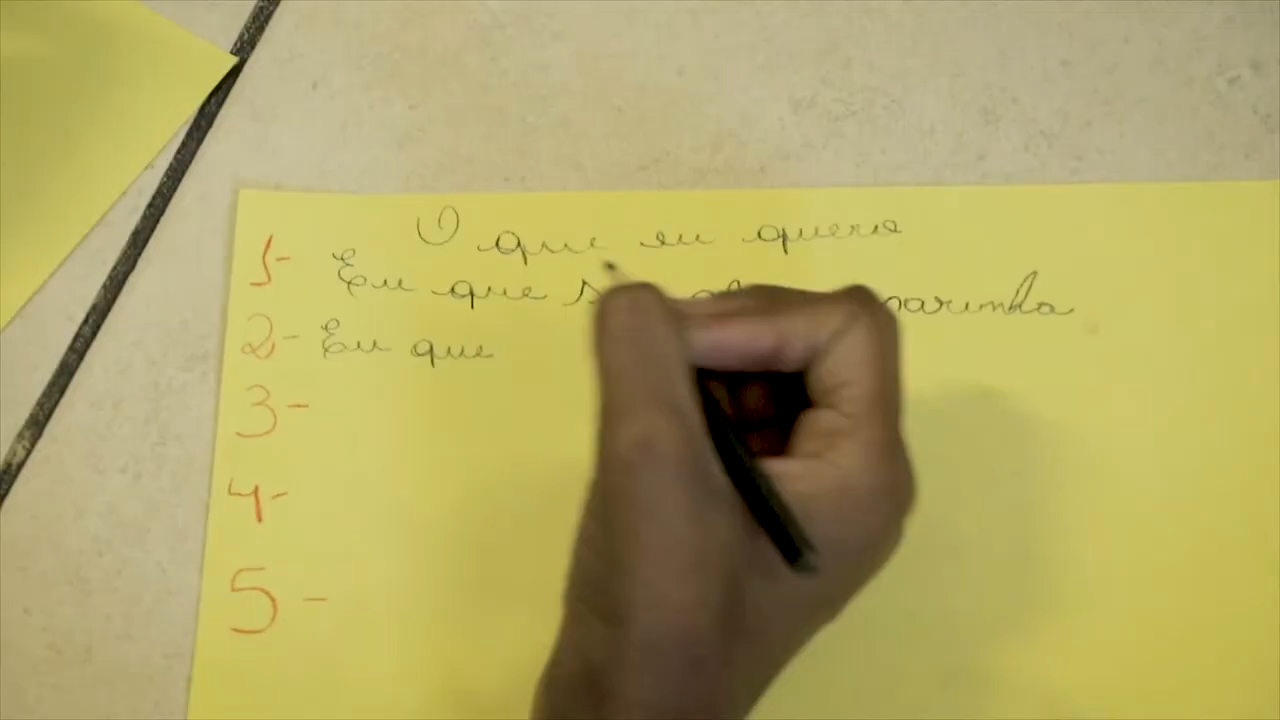 O que eu quero
1- Eu que
2- Eu que
3-
4-
5-